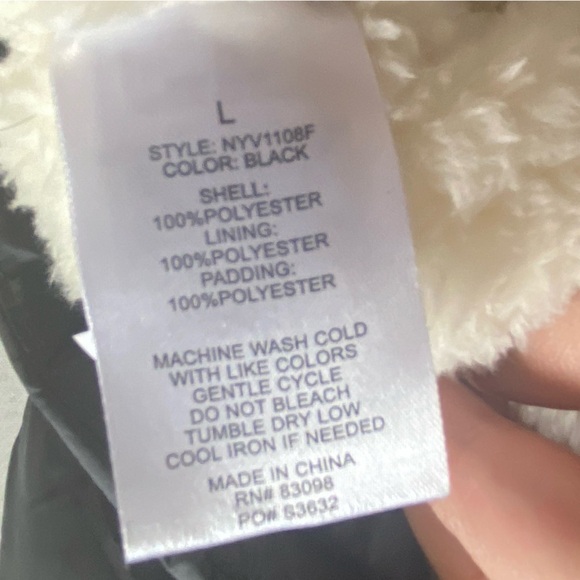 L
STYLE: NYV1108F
COLOR: BLACK
SHELL:
100%POLYESTER
LINING:
100%POLYESTER
PADDING:
100%POLYESTER
MACHINE WASH COLD
WITH LIKE COLORS
GENTLE CYCLE
DO NOT BLEACH
TUMBLE DRY LOW
COOL IRON IF NEEDED
MADE IN CHINA
RN# 83098
PO# S3632